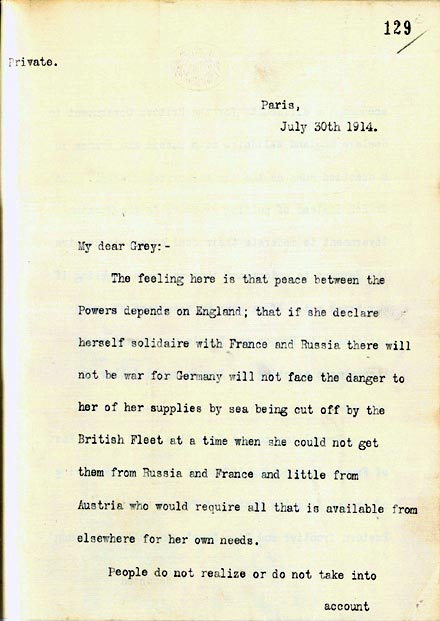 129
Private.
Paris,
July 30th 1914.
My dear Grey:-
The feeling here is that peace between the
Powers depends on England; that if she declare
herself solidaire with France and Russia there will
not be war for Germany will not face the danger to
her of her supplies by sea being cut off by the
British Fleet at a time when she could not get
them from Russia and France and little from
Austria who would require all that is available from
elsewhere for her own needs.
People do not realize or do not take into
account